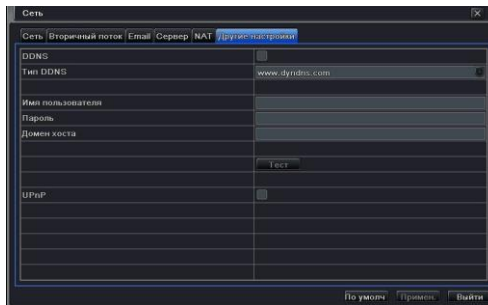 Сеть
Сеть Вторичный поток Email Сервер NAT Другие настройки
DDNS
Тип DDNS www.dyndns.com
Имя пользователя
Пароль
Домен хоста
Тест
UPnP
По умолч Примен. Выйти